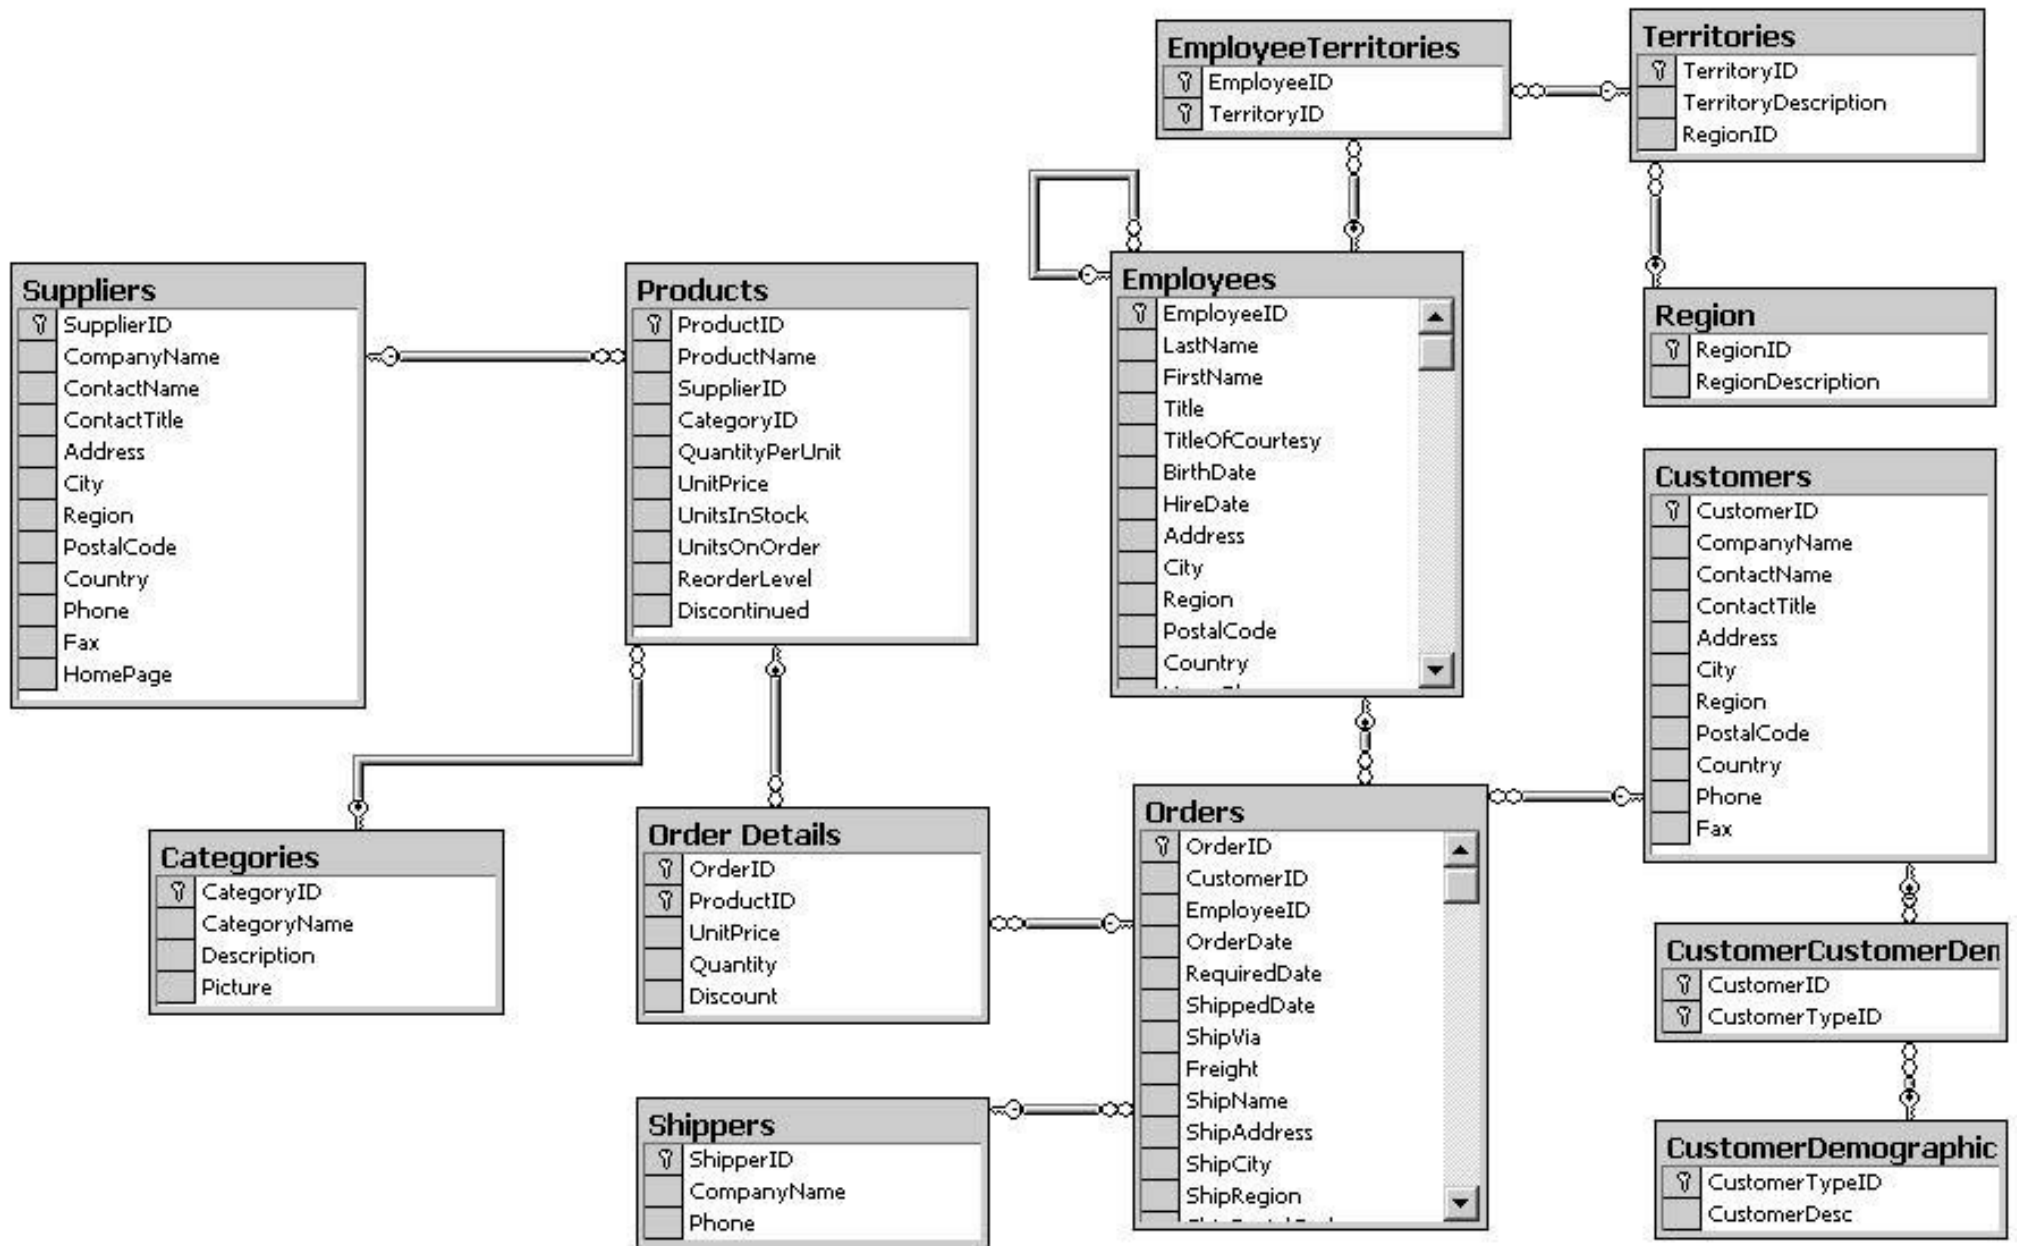 EmployeeTerritories
EmployeeID
TerritoryID
Territories
TerritoryID
TerritoryDescription
RegionID
Suppliers
SupplierID
CompanyName
ContactName
ContactTitle
Address
City
Region
PostalCode
Country
Phone
Fax
HomePage
Products
ProductID
ProductName
SupplierID
CategoryID
QuantityPerUnit
UnitPrice
UnitsInStock
UnitsOnOrder
ReorderLevel
Discontinued
Employees
EmployeeID
LastName
FirstName
Title
TitleOfCourtesy
BirthDate
HireDate
Address
City
Region
PostalCode
Country
Region
RegionID
RegionDescription
Customers
CustomerID
CompanyName
ContactName
ContactTitle
Address
City
Region
PostalCode
Country
Phone
Fax
Categories
CategoryID
CategoryName
Description
Picture
Order Details
OrderID
ProductID
UnitPrice
Quantity
Discount
Orders
OrderID
CustomerID
EmployeeID
OrderDate
RequiredDate
ShippedDate
ShipVia
Freight
ShipName
ShipAddress
ShipCity
ShipRegion
CustomerCustomerDem
CustomerID
CustomerTypeID
Shippers
ShipperID
CompanyName
Phone
CustomerDemographic
CustomerTypeID
CustomerDesc